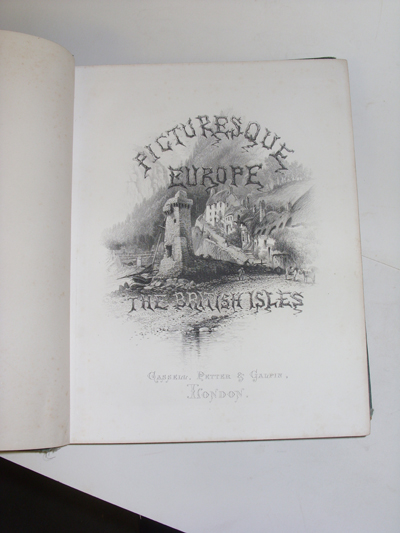 PICTURESQUE
EUROPE
THE BRITISH ISLES
CASSELL, PETTER & GALPIN,
LONDON.